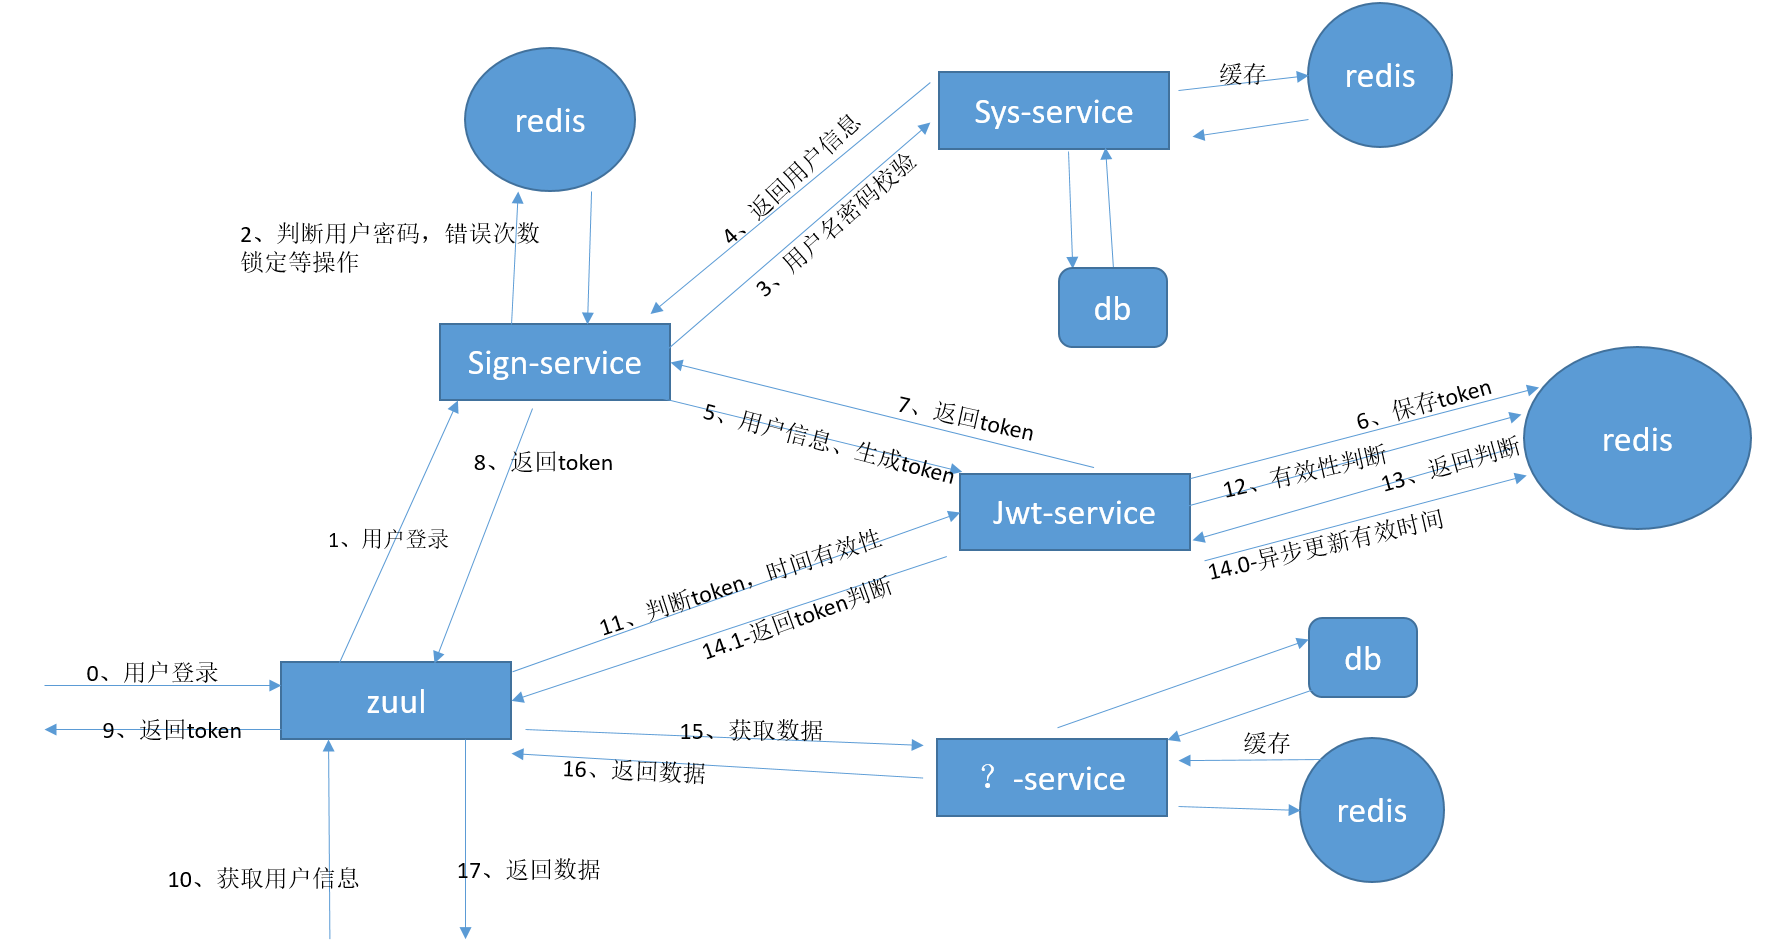 redis
Sys-service
缓存
redis
4、返回用户信息
3、用户名密码校验
2、判断用户密码，错误次数
锁定等操作
db
Sign-service
7、返回token
5、用户信息、生成token
6、保存token
12、有效性判断
13、返回判断
redis
8、返回token
Jwt-service
1、用户登录
11、判断token，时间有效性
14.1-返回token判断
14.0-异步更新有效时间
0、用户登录
zuul
9、返回token
db
15、获取数据
16、返回数据
？-service
缓存
redis
10、获取用户信息
17、返回数据